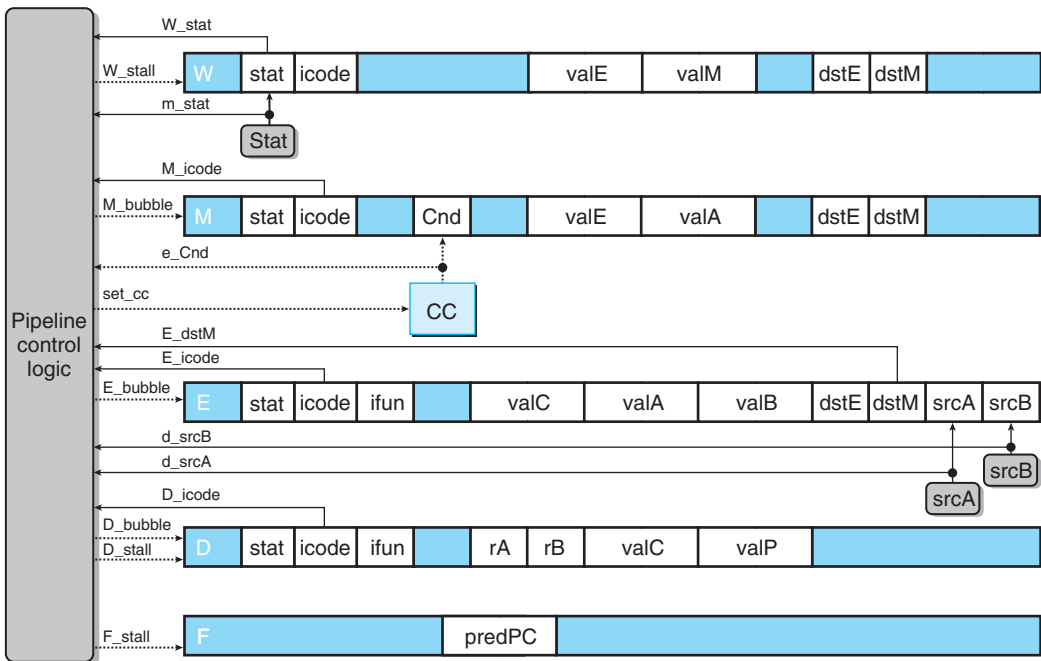 W_stat
W_stall
W stat icode valE valM dstE dstM
m_stat
Stat
M_icode
M_bubble
M stat icode Cnd valE valA dstE dstM
e_Cnd
set_cc
CC
Pipeline
control
logic
E_dstM
E_icode
E_bubble
E stat icode ifun valC valA valB dstE dstM srcA srcB
d_srcB
d_srcA
srcB
srcA
D_icode
D_bubble
D_stall
D stat icode ifun rA rB valC valP
F_stall
F predPC